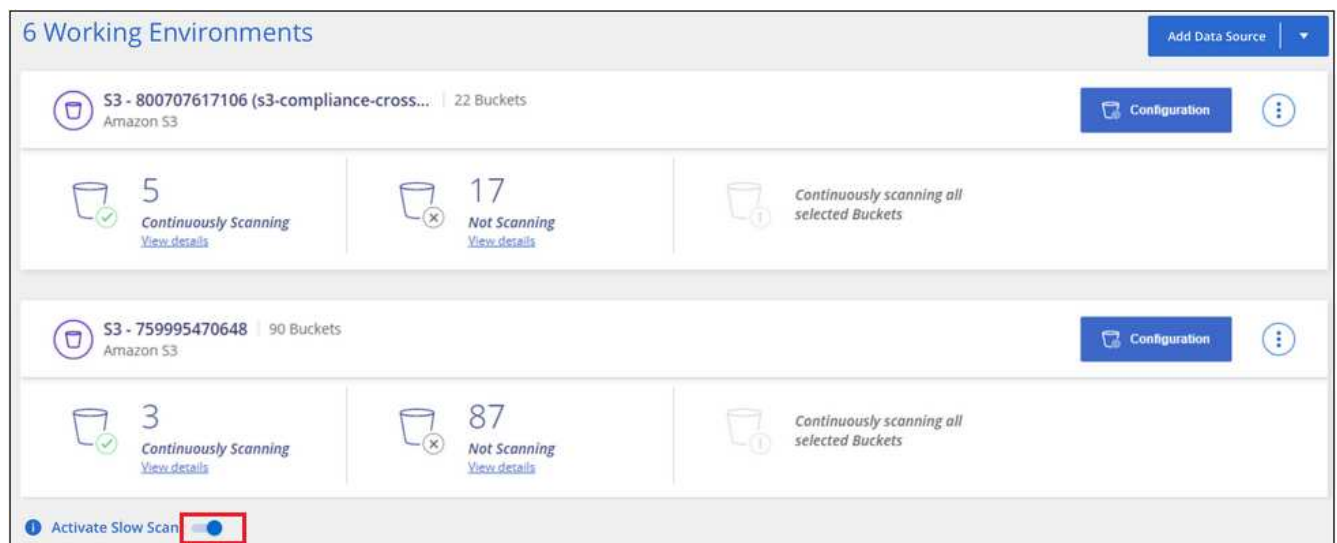 6 Working Environments
Add Data Source
S3 - 800707617106 (s3-compliance-cross... 22 Buckets
Amazon S3
Configuration
5
Continuously Scanning
View details
17
Not Scanning
View details
Continuously scanning all
selected Buckets
S3 - 759995470648 90 Buckets
Amazon S3
Configuration
3
Continuously Scanning
View details
87
Not Scanning
View details
Continuously scanning all
selected Buckets
Activate Slow Scan